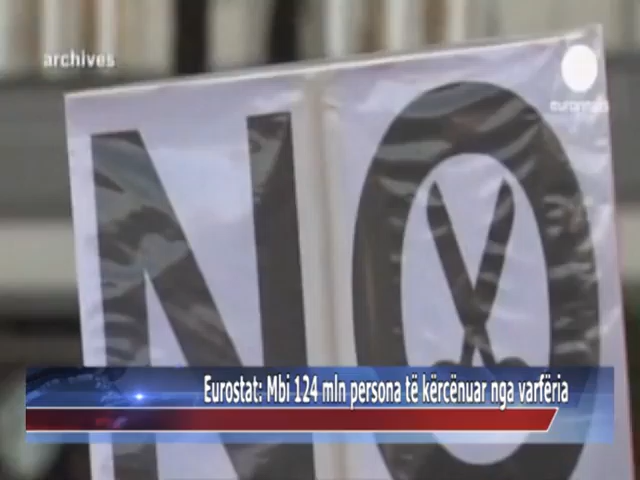 archives
euronews
NO
Eurostat: Mbi 124 mln persona të kërcënuar nga varfëria